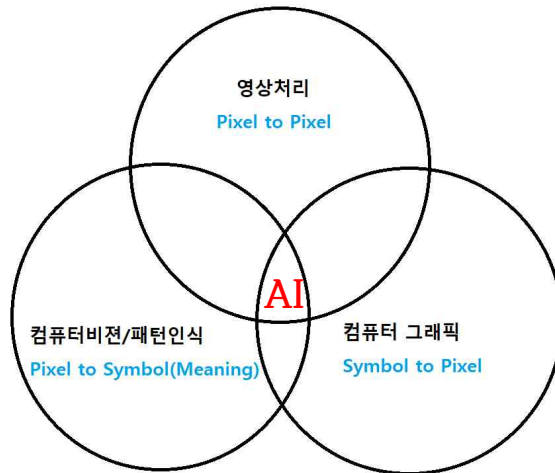 영상처리
Pixel to Pixel
AI
컴퓨터비젼/패턴인식
Pixel to Symbol(Meaning)
컴퓨터 그래픽
Symbol to Pixel